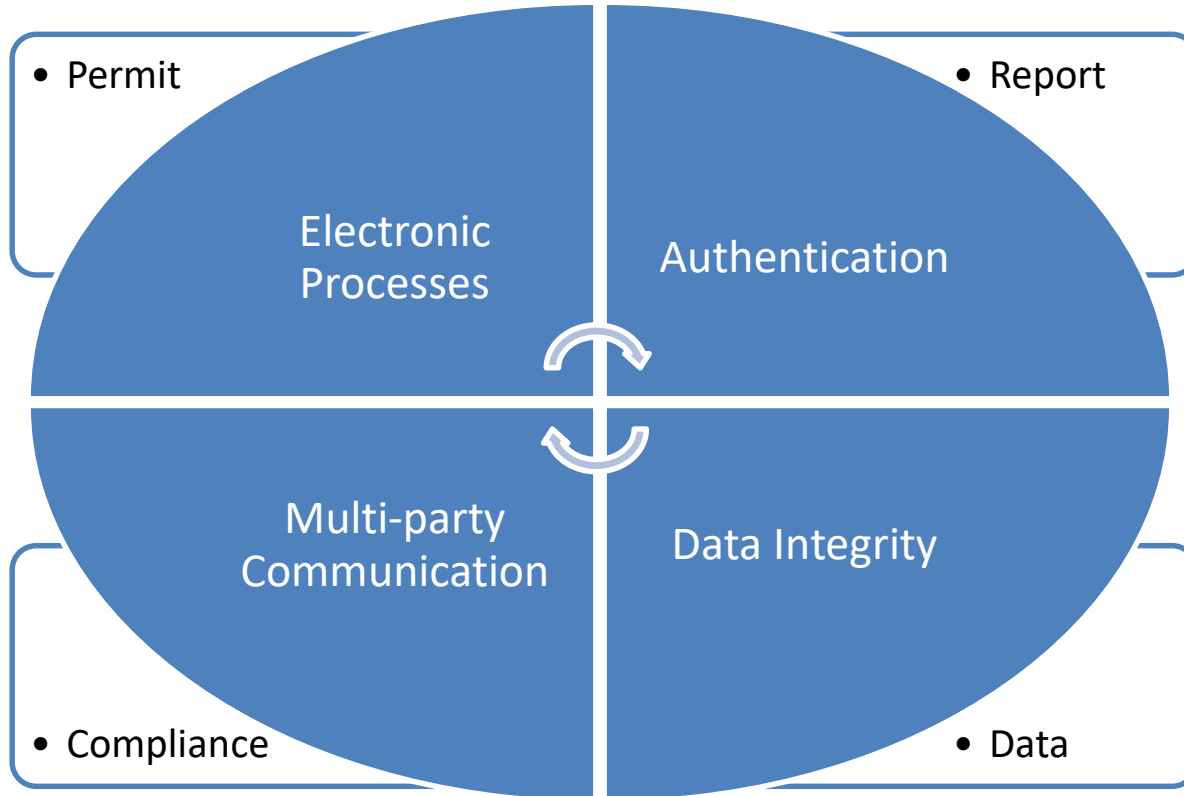 • Permit
• Report
Electronic
Processes
Authentication
Multi-party
Communication
Data Integrity
• Compliance
• Data